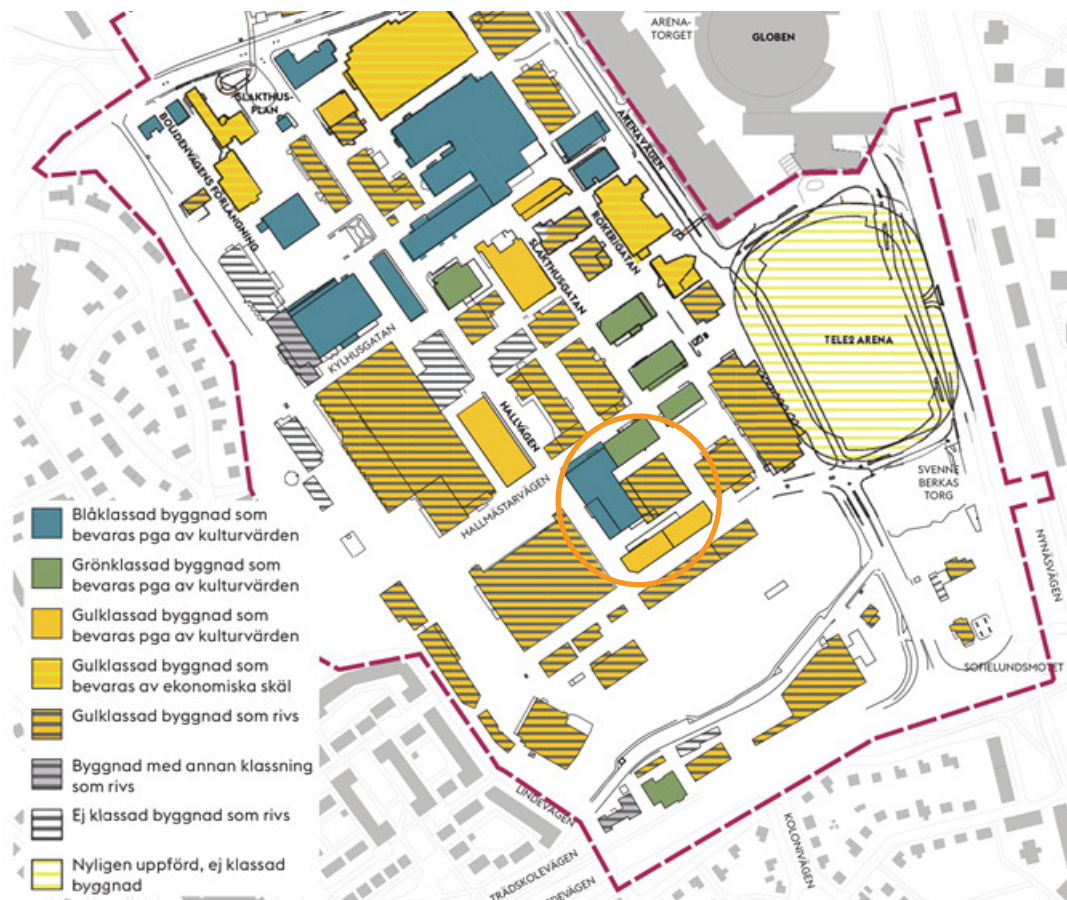 ARENA-
TORGET
GLOBEN
SLAKTHUS-
PLAN
BOLIDENVÄGENS FÖRLÄNGNING
ARENAVÄGEN
RÖKERIGATAN
SLAKTHUSGATAN
KYLHUSGATAN
TELE2 ARENA
HALLVÄGEN
HALLMÄSTARVÄGEN
SVENNE
BERKAS
TORG
NYNÄSVÄGEN
SOFIELUNDSMOTET
LINDEVÄGEN
KOLONIVÄGEN
TRÄDSKOLEVÄGEN
DEVÄGEN
Blåklassad byggnad som
bevaras pga av kulturvärden
Grönklassad byggnad som
bevaras pga av kulturvärden
Gulklassad byggnad som
bevaras pga av kulturvärden
Gulklassad byggnad som
bevaras av ekonomiska skäl
Gulklassad byggnad som rivs
Byggnad med annan klassning
som rivs
Ej klassad byggnad som rivs
Nyligen uppförd, ej klassad
byggnad